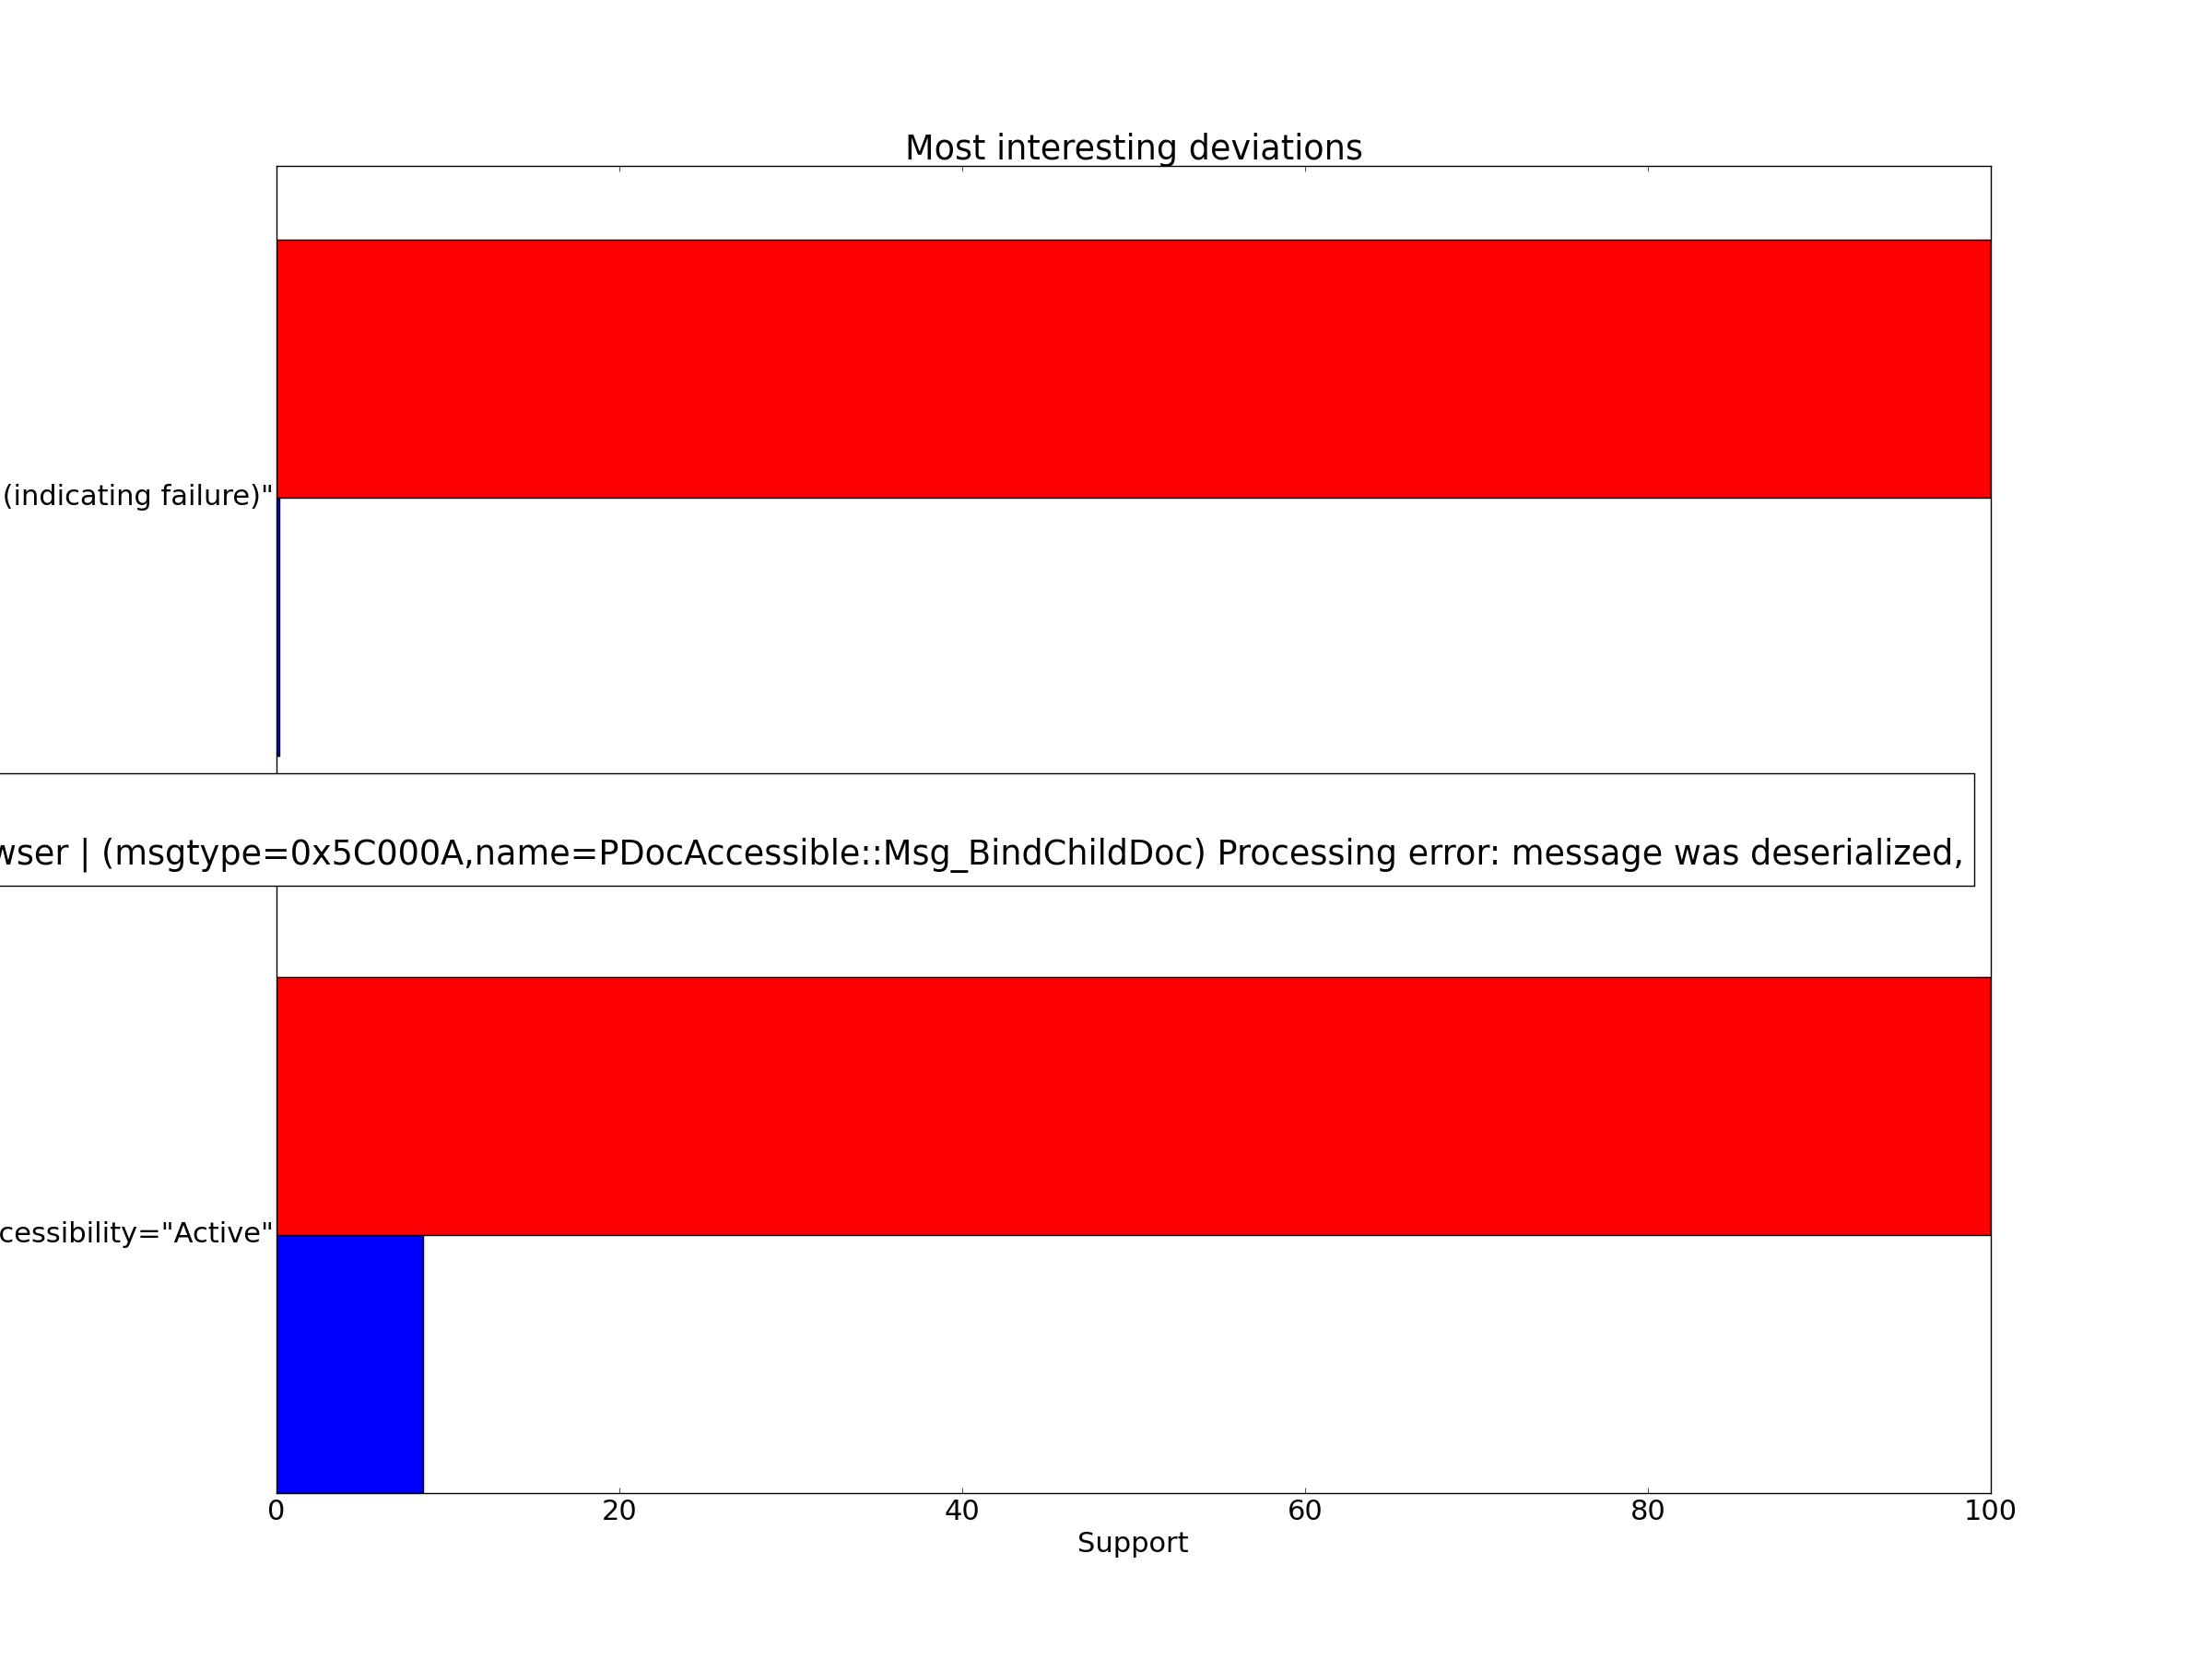 Most interesting deviations
(indicating failure)"
| (msgtype=0x5C000A,name=PDocAccessible::Msg_BindChildDoc) Processing error: message was deserialized,
cessibility="Active"
0 20 40 60 80 100
Support